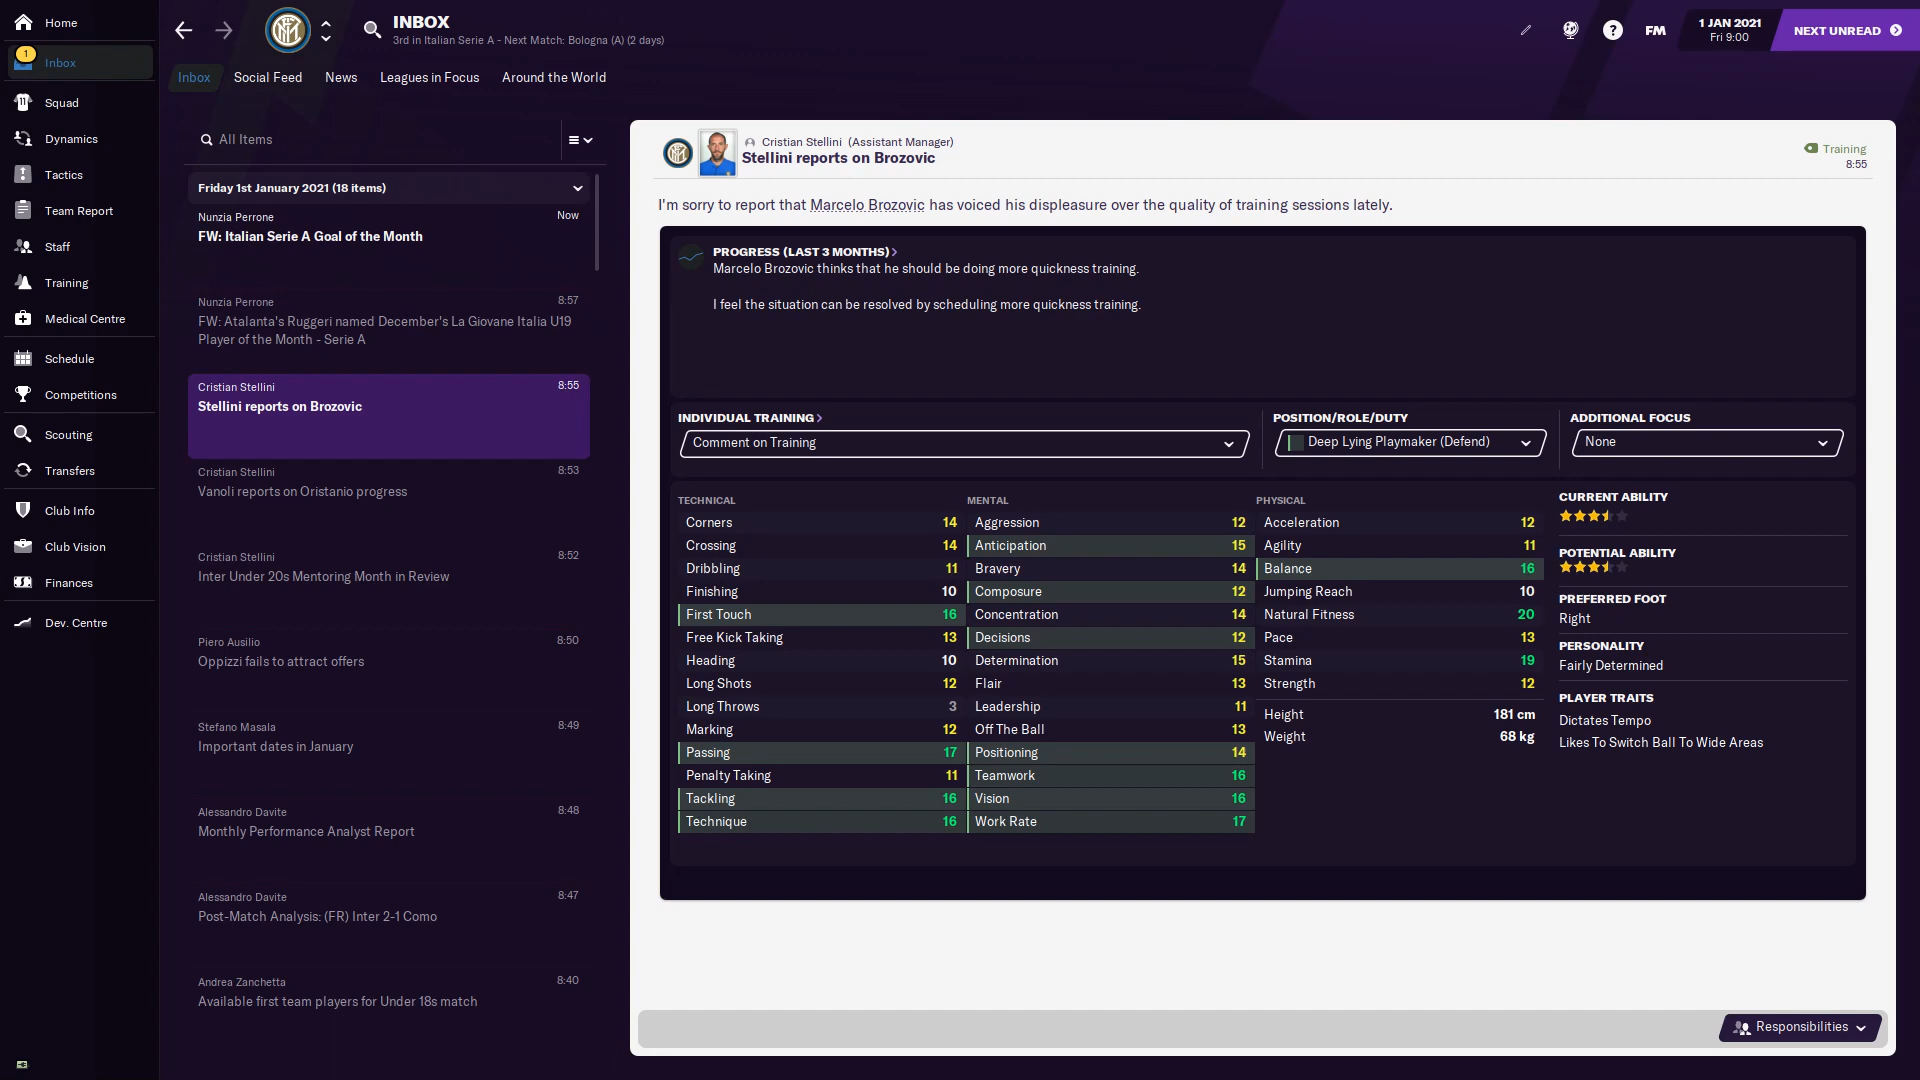 Home
1
Inbox
Squad
Dynamics
Tactics
Team Report
Staff
Training
Medical Centre
Schedule
Competitions
Scouting
Transfers
Club Info
Club Vision
Finances
Dev. Centre
INBOX
3rd in Italian Serie A - Next Match: Bologna (A) (2 days)
FM
1 JAN 2021
Fri 9:00
NEXT UNREAD
Inbox Social Feed News Leagues in Focus Around the World
All Items
Friday 1st January 2021 (18 items)
Nunzia Perrone Now
FW: Italian Serie A Goal of the Month
Nunzia Perrone 8:57
FW: Atalanta's Ruggeri named December's La Giovane Italia U19
Player of the Month - Serie A
Cristian Stellini 8:55
Stellini reports on Brozovic
Cristian Stellini 8:53
Vanoli reports on Oristanio progress
Cristian Stellini 8:52
Inter Under 20s Mentoring Month in Review
Piero Ausilio 8:50
Oppizzi fails to attract offers
Stefano Masala 8:49
Important dates in January
Alessandro Davite 8:48
Monthly Performance Analyst Report
Alessandro Davite 8:47
Post-Match Analysis: (FR) Inter 2-1 Como
Andrea Zanchetta 8:40
Available first team players for Under 18s match
Cristian Stellini (Assistant Manager)
Stellini reports on Brozovic
Training
8:55
I'm sorry to report that Marcelo Brozovic has voiced his displeasure over the quality of training sessions lately.
PROGRESS (LAST 3 MONTHS)
Marcelo Brozovic thinks that he should be doing more quickness training.
I feel the situation can be resolved by scheduling more quickness training.
INDIVIDUAL TRAINING
Comment on Training
POSITION/ROLE/DUTY
Deep Lying Playmaker (Defend)
ADDITIONAL FOCUS
None
TECHNICAL
Corners 14
Crossing 14
Dribbling 11
Finishing 10
First Touch 16
Free Kick Taking 13
Heading 10
Long Shots 12
Long Throws 3
Marking 12
Passing 17
Penalty Taking 11
Tackling 16
Technique 16
MENTAL
Aggression 12
Anticipation 15
Bravery 14
Composure 12
Concentration 14
Decisions 12
Determination 15
Flair 13
Leadership 11
Off The Ball 13
Positioning 14
Teamwork 16
Vision 16
Work Rate 17
PHYSICAL
Acceleration 12
Agility 11
Balance 16
Jumping Reach 10
Natural Fitness 20
Pace 13
Stamina 19
Strength 12
Height 181 cm
Weight 68 kg
CURRENT ABILITY
POTENTIAL ABILITY
PREFERRED FOOT
Right
PERSONALITY
Fairly Determined
PLAYER TRAITS
Dictates Tempo
Likes To Switch Ball To Wide Areas
Responsibilities